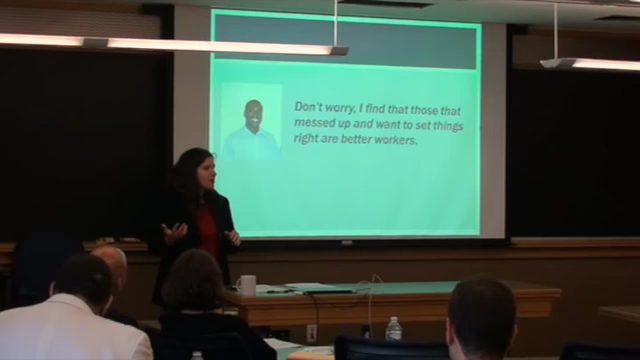 Don't worry, I find that those that
messed up and want to set things
right are better workers.